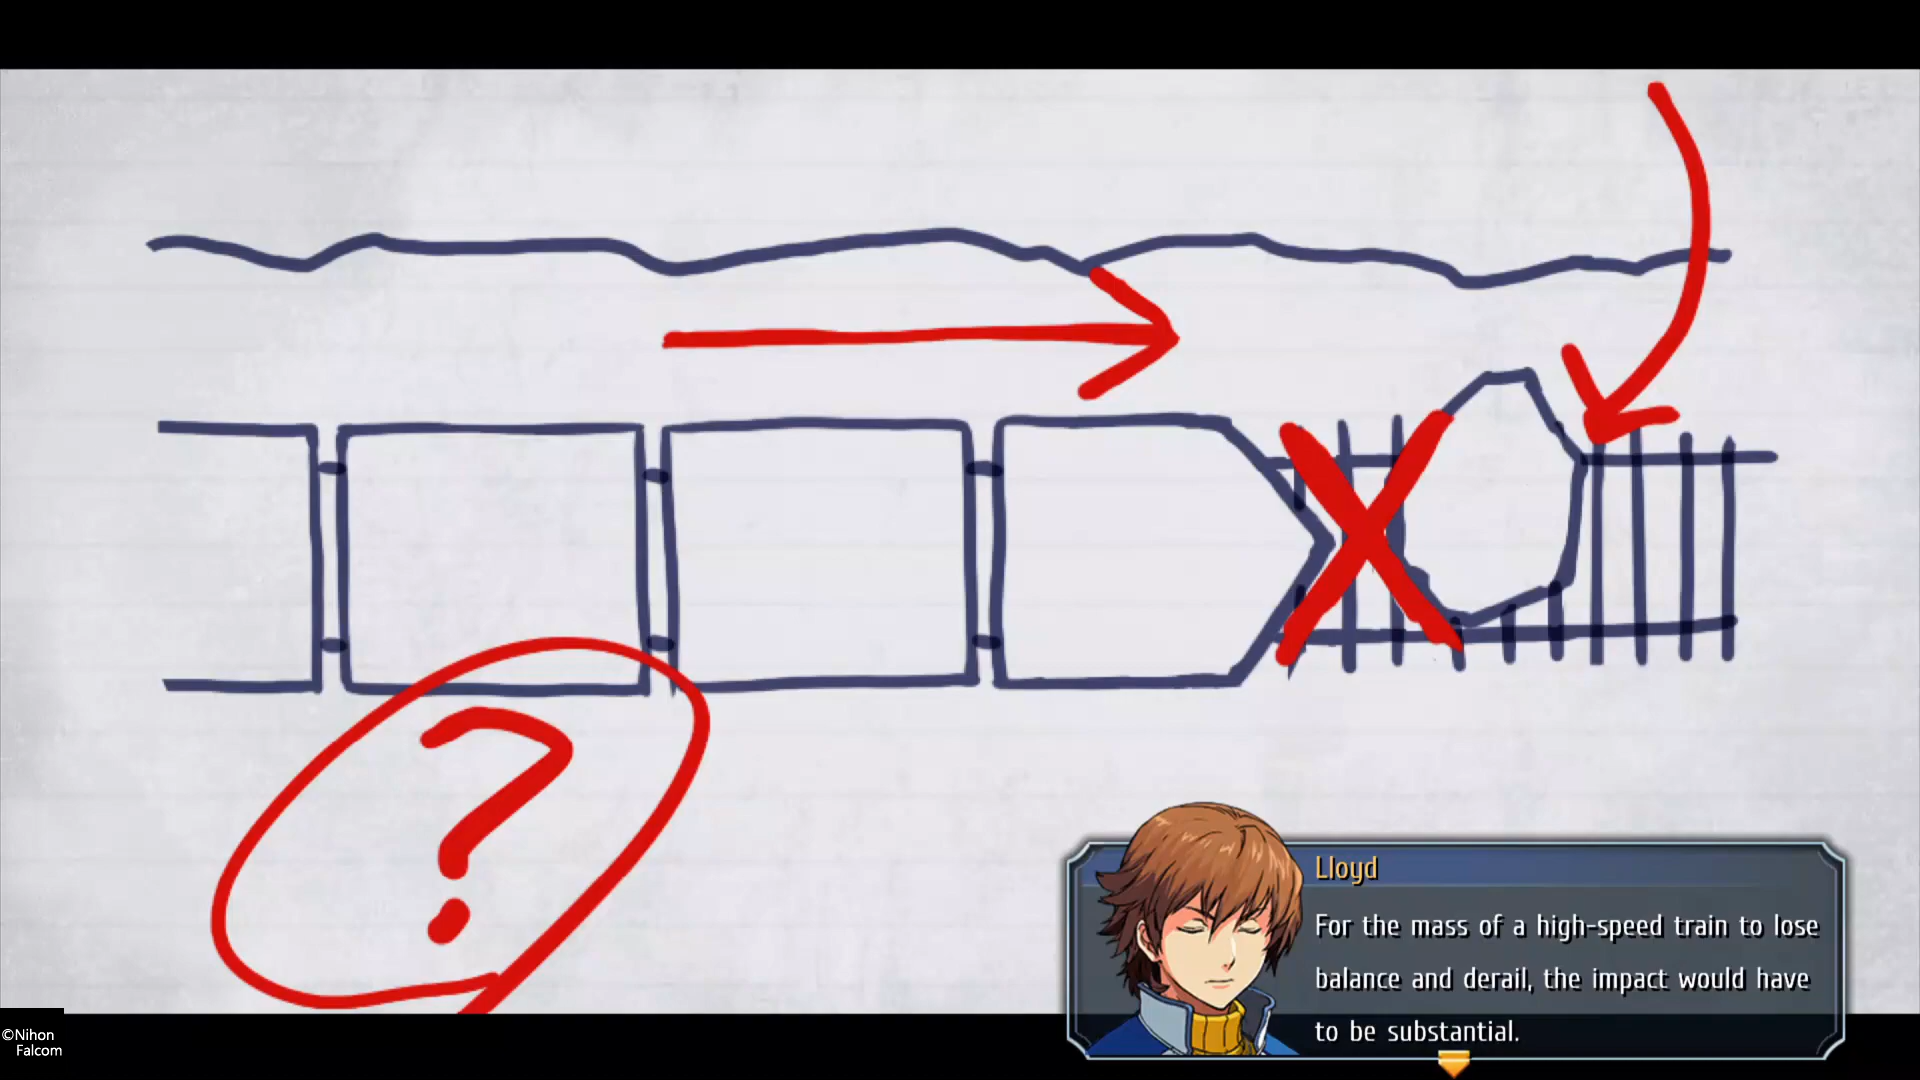 ?
Lloyd
For the mass of a high-speed train to lose
balance and derail, the impact would have
to be substantial.
©Nihon
Falcom